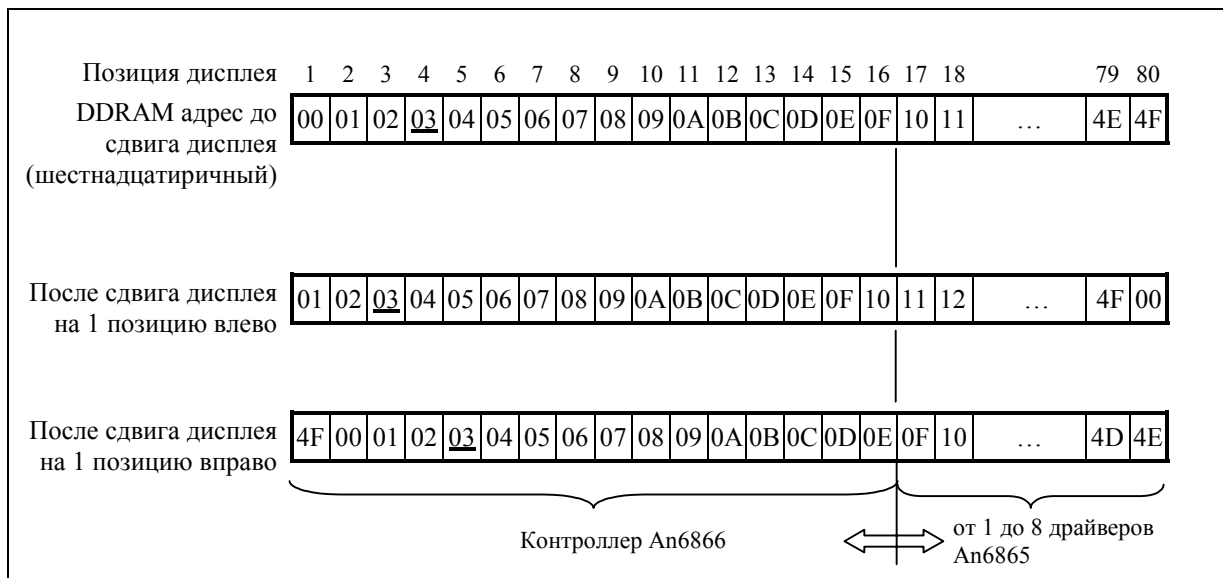 Позиция дисплея 1 2 3 4 5 6 7 8 9 10 11 12 13 14 15 16 17 18 79 80
DDRAM адрес до
сдвига дисплея
(шестнадцатиричный)
00 01 02 03 04 05 06 07 08 09 0A 0B 0C 0D 0E 0F 10 11 … 4E 4F
После сдвига дисплея
на 1 позицию влево
01 02 03 04 05 06 07 08 09 0A 0B 0C 0D 0E 0F 10 11 12 … 4F 00
После сдвига дисплея
на 1 позицию вправо
4F 00 01 02 03 04 05 06 07 08 09 0A 0B 0C 0D 0E 0F 10 … 4D 4E
Контроллер An6866
от 1 до 8 драйверов
An6865